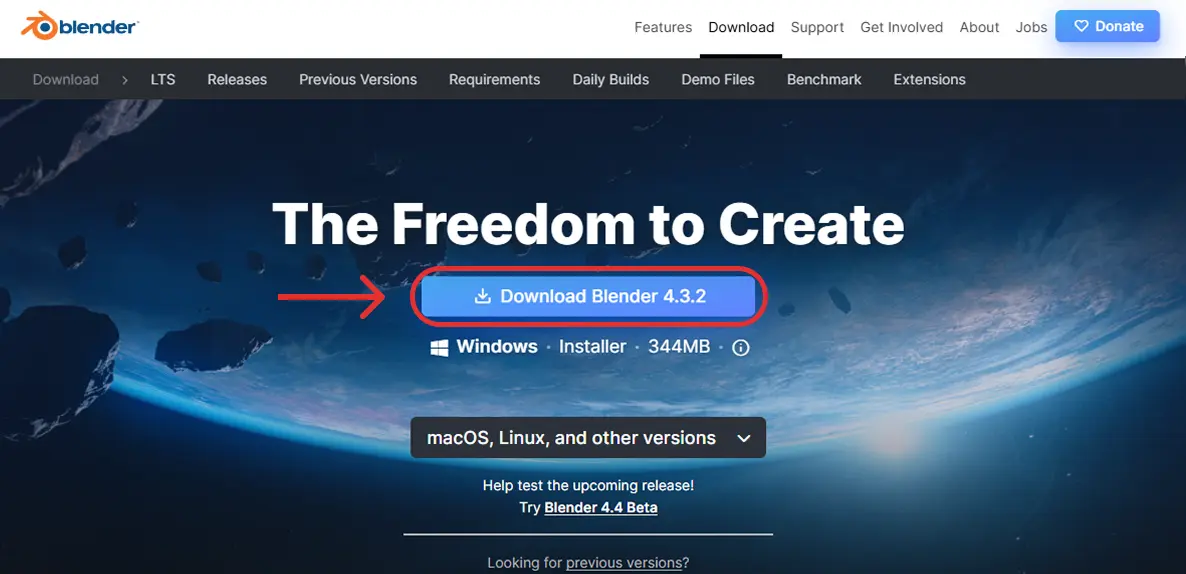 blender
Features Download Support Get Involved About Jobs Donate
Download LTS Releases Previous Versions Requirements Daily Builds Demo Files Benchmark Extensions
The Freedom to Create
Download Blender 4.3.2
Windows · Installer · 344MB ·
macOS, Linux, and other versions
Help test the upcoming release!
Try Blender 4.4 Beta
Looking for previous versions?